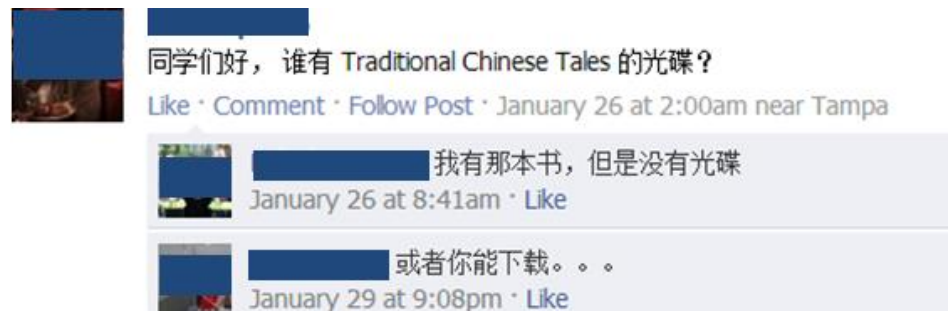 同学们好， 谁有 Traditional Chinese Tales 的光碟？
Like · Comment · Follow Post · January 26 at 2:00am near Tampa
我有那本书，但是没有光碟
January 26 at 8:41am · Like
或者你能下载。。。
January 29 at 9:08pm · Like